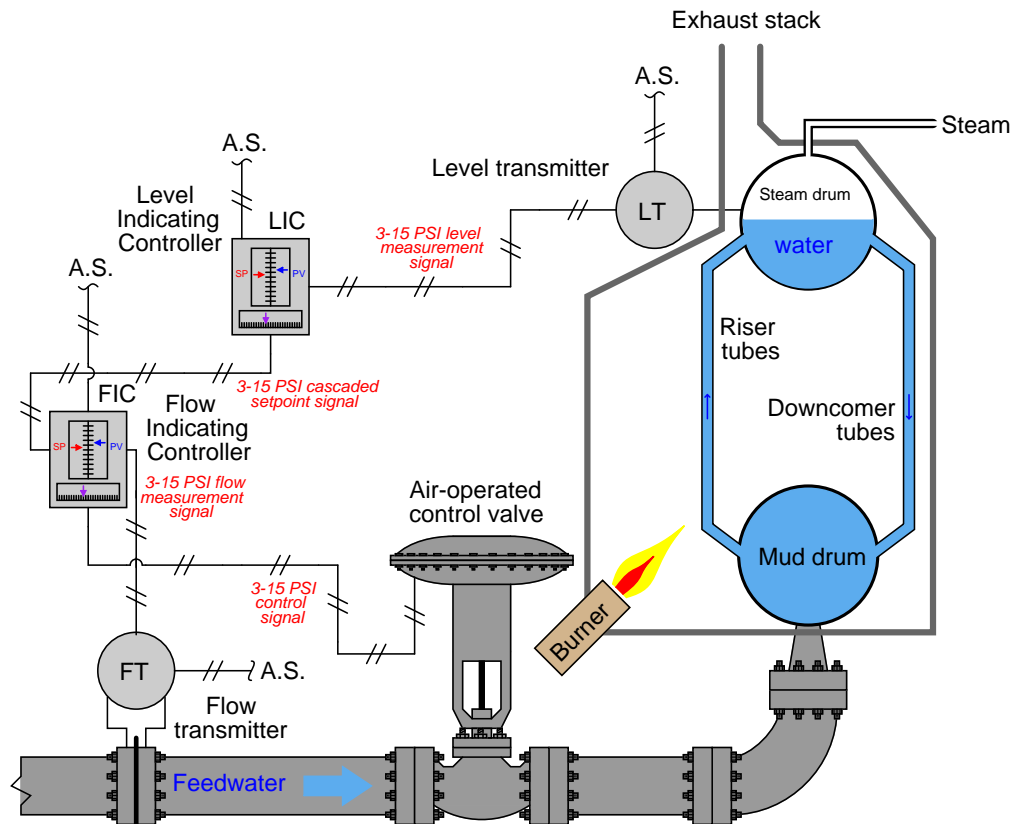 Exhaust stack
A.S.
Steam
A.S.
Level transmitter
Steam drum
Level
Indicating
Controller
LIC
LT
3-15 PSI level
measurement
signal
water
A.S.
SP
PV
Riser
tubes
3-15 PSI cascaded
setpoint signal
FIC
Flow
Indicating
Controller
Downcomer
tubes
SP
PV
3-15 PSI flow
measurement
signal
Air-operated
control valve
Mud drum
3-15 PSI
control
signal
Burner
FT
A.S.
Flow
transmitter
Feedwater